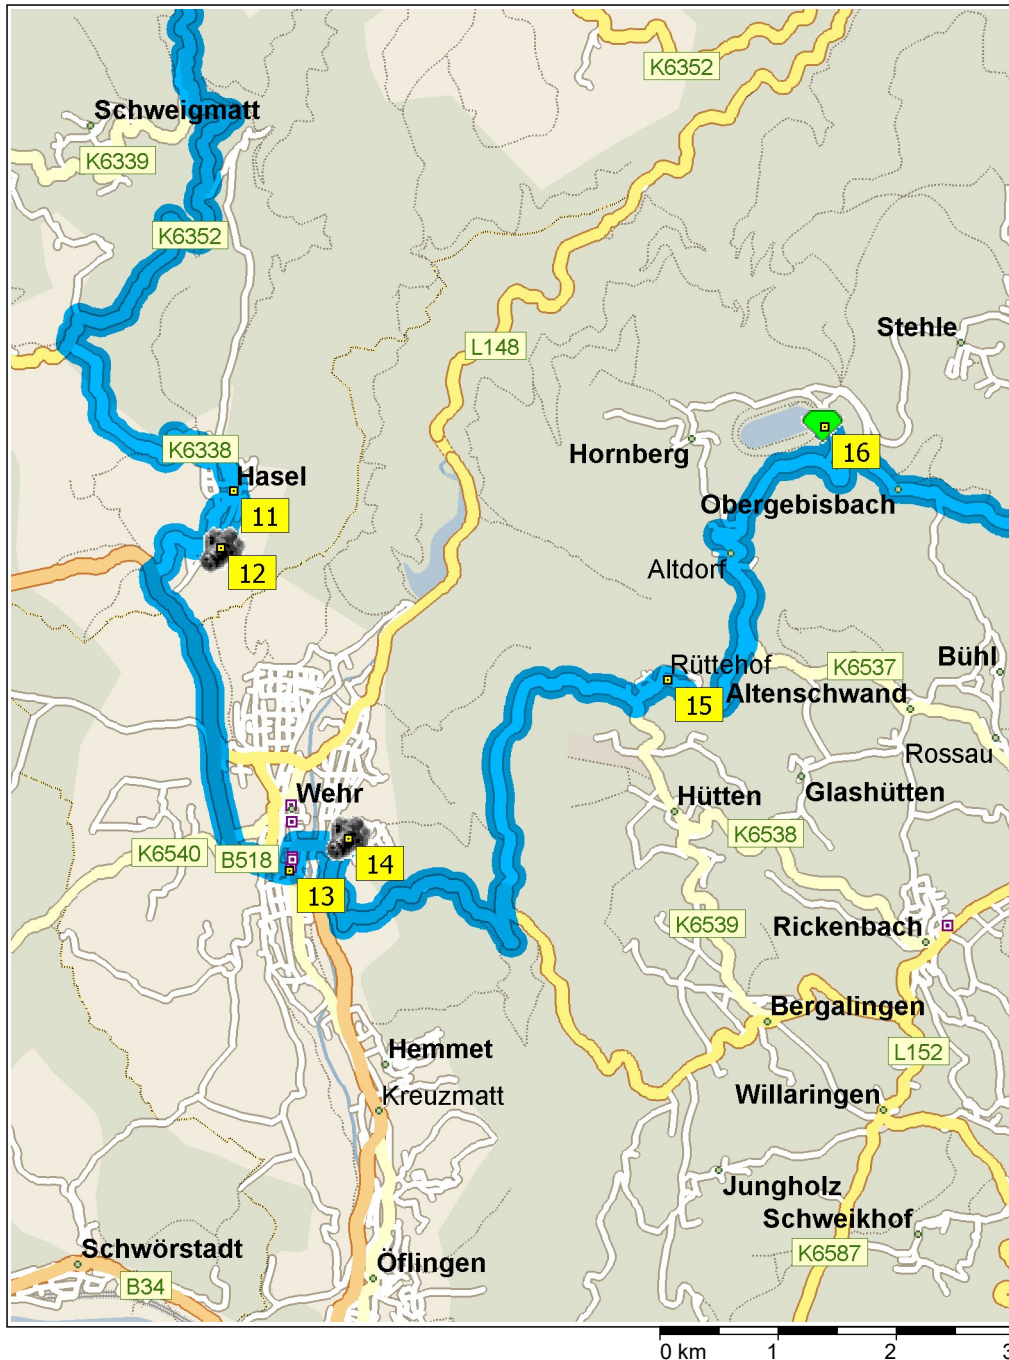 K6352
Schweigmatt
K6339
K6352
Stehle
L148
K6338
Hornberg
16
Hasel
Obergebisbach
11
Altdorf
12
Rüttehof
K6537
Bühl
15
Altenschwand
Rossau
Wehr
Hütten
Glashütten
K6538
K6540
B518
14
13
K6539
Rickenbach
Bergalingen
Hemmet
L152
Kreuzmatt
Willaringen
Jungholz
Schweikhof
Schwörstadt
K6587
Öflingen
B34
0 km 1 2 3